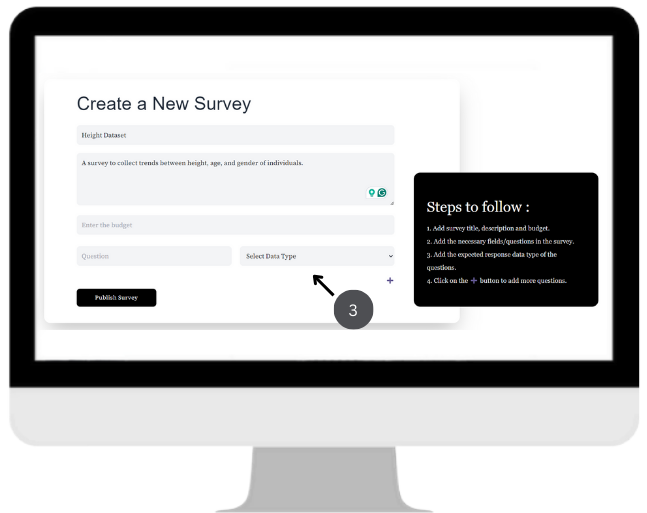 Create a New Survey
Height Dataset
A survey to collect trends between height, age, and gender of individuals.
Enter the budget
Question
Select Data Type
+
Publish Survey
3
Steps to follow :
1. Add survey title, description and budget.
2. Add the necessary fields/questions in the survey.
3. Add the expected response data type of the
questions.
4. Click on the + button to add more questions.